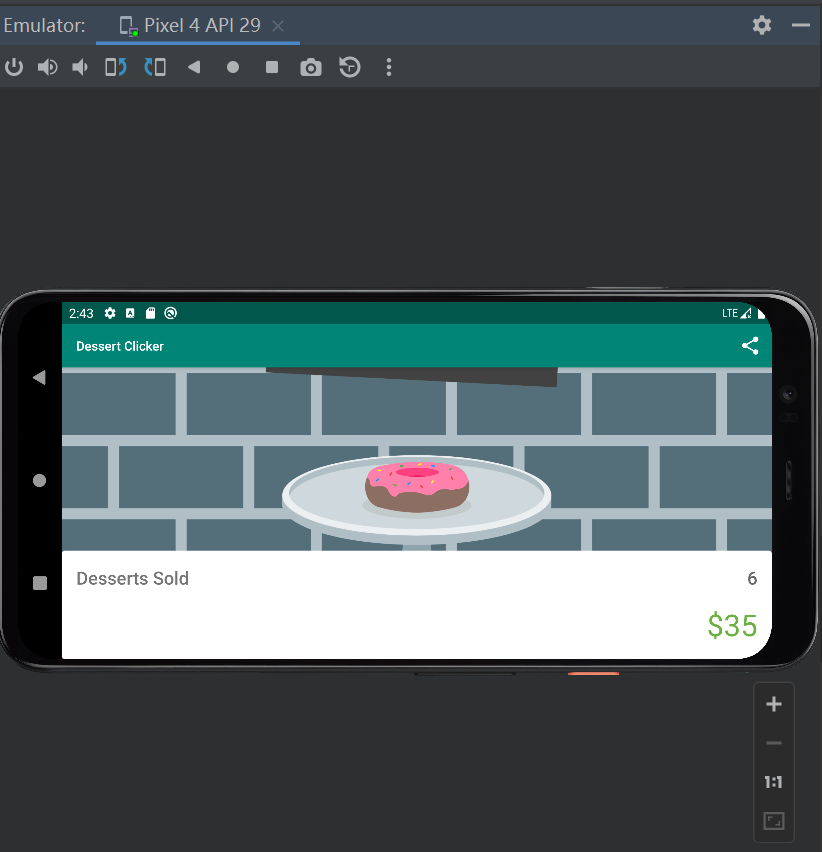 Emulator: Pixel 4 API 29
2:43 LTE
Dessert Clicker
Desserts Sold 6
$35
1:1